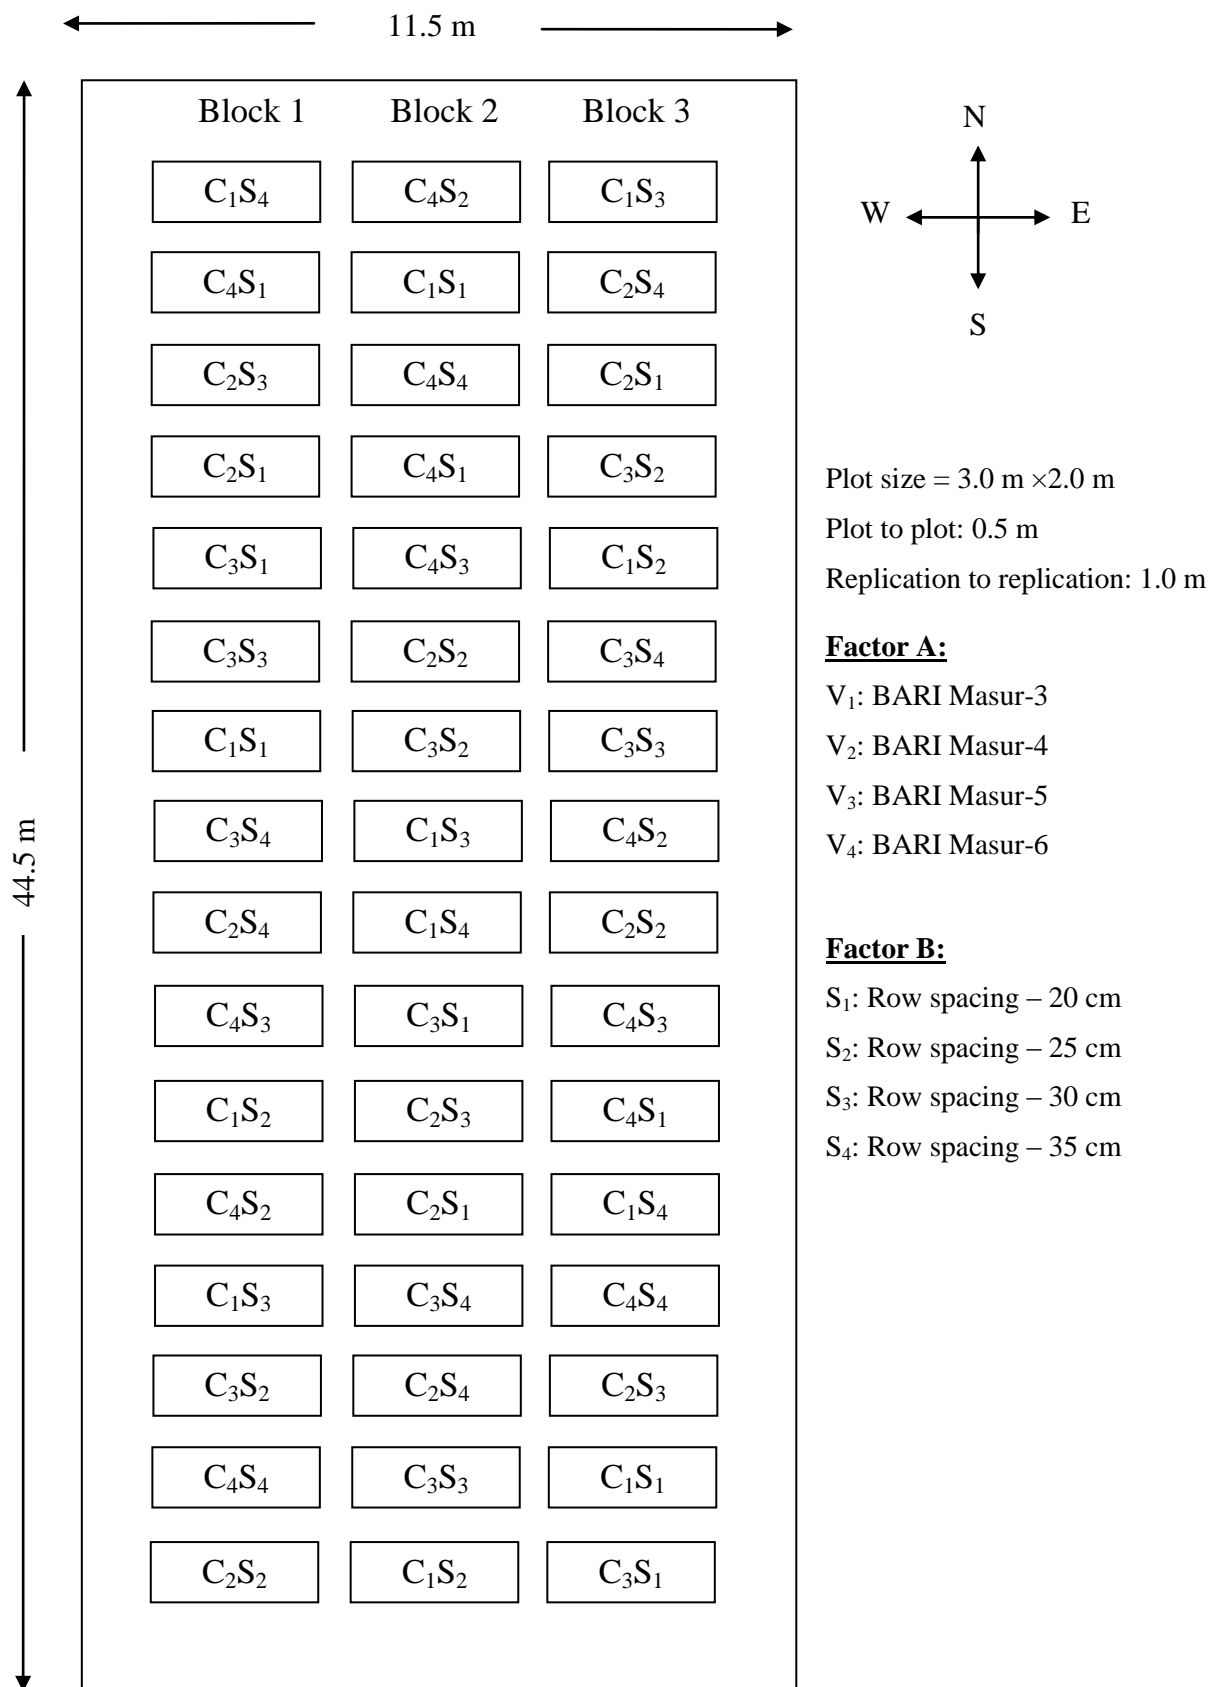 11.5 m
Block 1 Block 2 Block 3
C₁S₄ C₄S₂ C₁S₃
C₄S₁ C₁S₁ C₂S₄
C₂S₃ C₄S₄ C₂S₁
C₂S₁ C₄S₁ C₃S₂
C₃S₁ C₄S₃ C₁S₂
C₃S₃ C₂S₂ C₃S₄
C₁S₁ C₃S₂ C₃S₃
C₃S₄ C₁S₃ C₄S₂
C₂S₄ C₁S₄ C₂S₂
C₄S₃ C₃S₁ C₄S₃
C₁S₂ C₂S₃ C₄S₁
C₄S₂ C₂S₁ C₁S₄
C₁S₃ C₃S₄ C₄S₄
C₃S₂ C₂S₄ C₂S₃
C₄S₄ C₃S₃ C₁S₁
C₂S₂ C₁S₂ C₃S₁
44.5 m
N
W E
S
Plot size = 3.0 m ×2.0 m
Plot to plot: 0.5 m
Replication to replication: 1.0 m
Factor A:
V₁: BARI Masur-3
V₂: BARI Masur-4
V₃: BARI Masur-5
V₄: BARI Masur-6
Factor B:
S₁: Row spacing – 20 cm
S₂: Row spacing – 25 cm
S₃: Row spacing – 30 cm
S₄: Row spacing – 35 cm